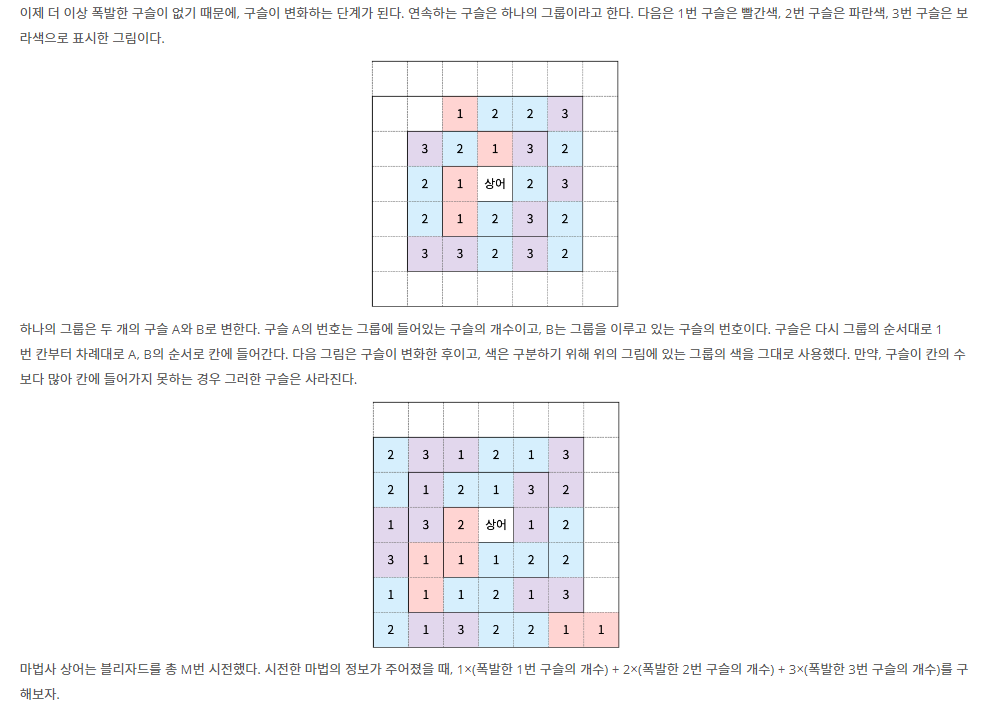 이제 더 이상 폭발한 구슬이 없기 때문에, 구슬이 변화하는 단계가 된다. 연속하는 구슬은 하나의 그룹이라고 한다. 다음은 1번 구슬은 빨간색, 2번 구슬은 파란색, 3번 구슬은 보
라색으로 표시한 그림이다.
1 2 2 3
3 2 1 3 2
2 1 상어 2 3
2 1 2 3 2
3 3 2 3 2
하나의 그룹은 두 개의 구슬 A와 B로 변한다. 구슬 A의 번호는 그룹에 들어있는 구슬의 개수이고, B는 그룹을 이루고 있는 구슬의 번호이다. 구슬은 다시 그룹의 순서대로 1
번 칸부터 차례대로 A, B의 순서로 칸에 들어간다. 다음 그림은 구슬이 변화한 후이고, 색은 구분하기 위해 위의 그림에 있는 그룹의 색을 그대로 사용했다. 만약, 구슬이 칸의 수
보다 많아 칸에 들어가지 못하는 경우 그러한 구슬은 사라진다.
2 3 1 2 1 3
2 1 2 1 3 2
1 3 2 상어 1 2
3 1 1 1 2 2
1 1 1 2 1 3
2 1 3 2 2 1 1
마법사 상어는 블리자드를 총 M번 시전했다. 시전한 마법의 정보가 주어졌을 때, 1×(폭발한 1번 구슬의 개수) + 2×(폭발한 2번 구슬의 개수) + 3×(폭발한 3번 구슬의 개수)를 구
해보자.